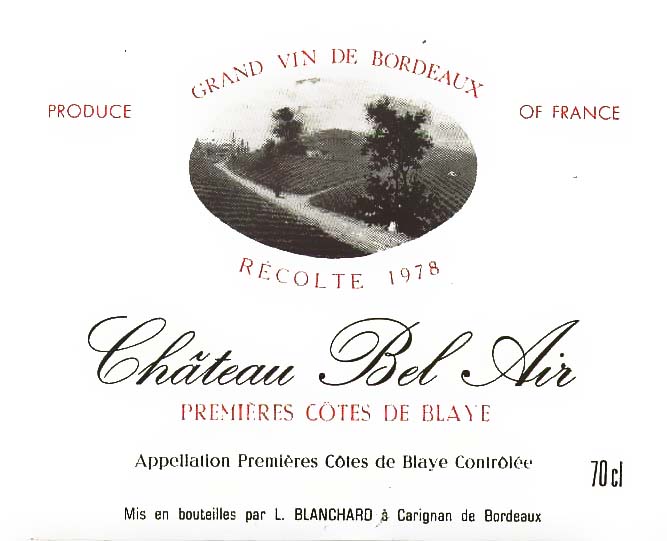 GRAND VIN DE BORDEAUX
PRODUCE OF FRANCE
RÉCOLTE 1978
Château Bel Air
PREMIÈRES CÔTES DE BLAYE
Appellation Premières Côtes de Blaye Contrôlée
70 cl
Mis en bouteilles par L. BLANCHARD à Carignan de Bordeaux